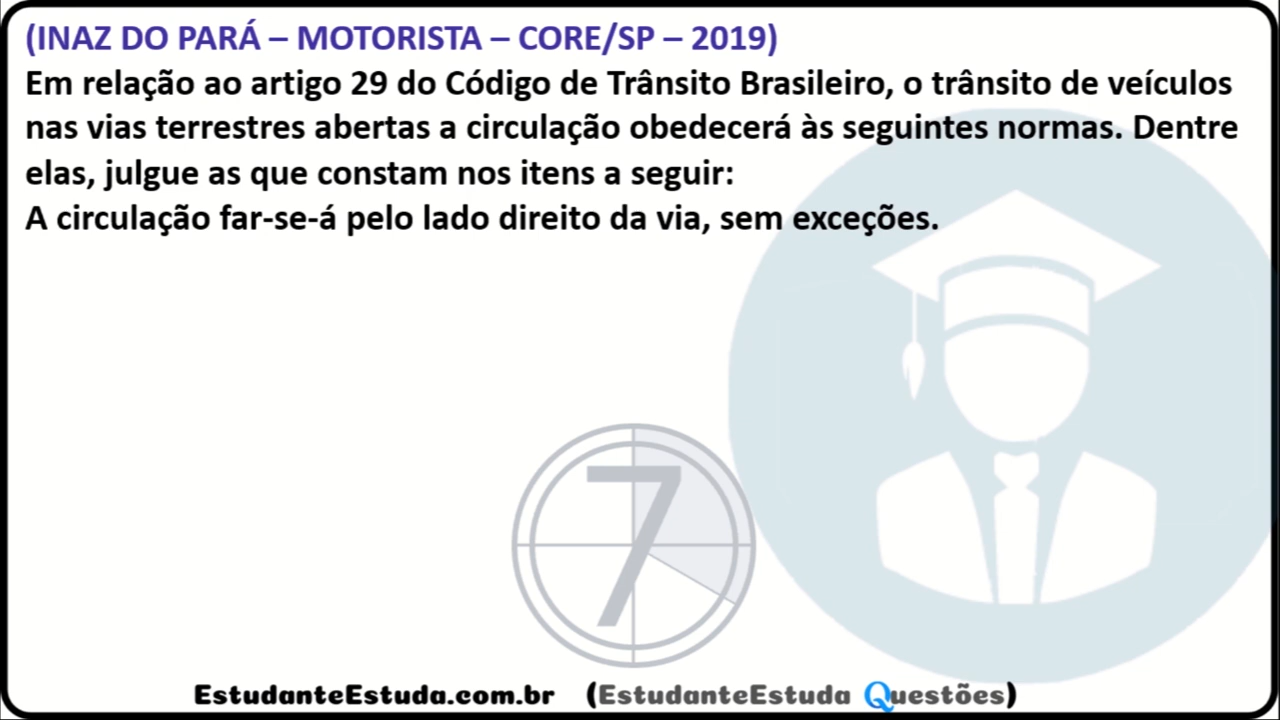 (INAZ DO PARÁ – MOTORISTA – CORE/SP – 2019)
Em relação ao artigo 29 do Código de Trânsito Brasileiro, o trânsito de veículos
nas vias terrestres abertas a circulação obedecerá às seguintes normas. Dentre
elas, julgue as que constam nos itens a seguir:
A circulação far-se-á pelo lado direito da via, sem exceções.
7
EstudanteEstuda.com.br (EstudanteEstuda Questões)